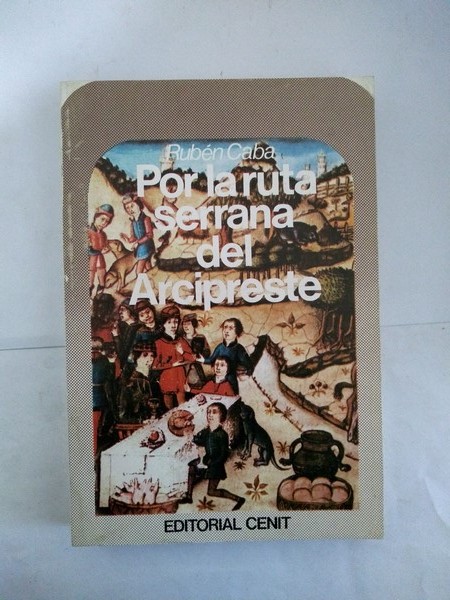 Rubén Caba
Por la ruta
serrana
del
Arcipreste
EDITORIAL CENIT